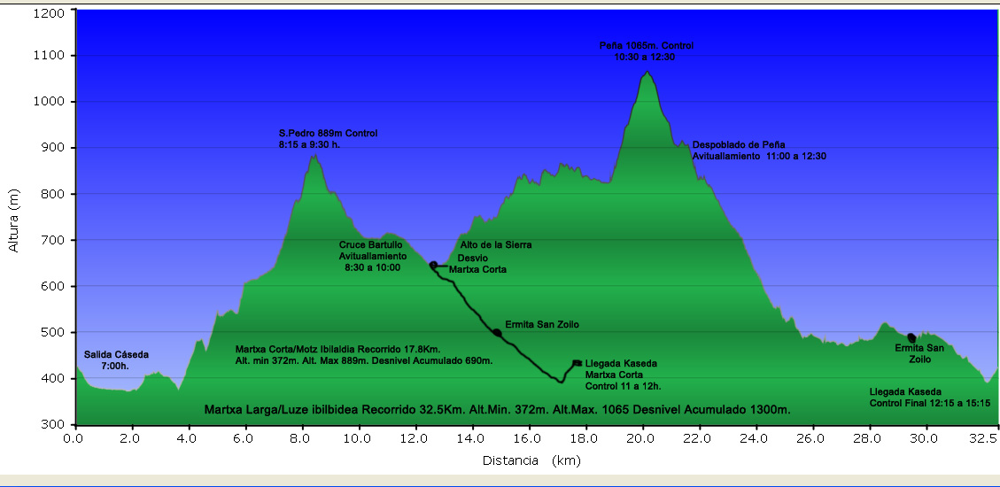 1200
1100
1000
900
800
700
600
500
400
300
Altura (m)
Peña 1065m. Control
10:30 a 12:30
S.Pedro 889m Control
8:15 a 9:30 h.
Despoblado de Peña
Avituallamiento 11:00 a 12:30
Cruce Bartullo
Avituallamiento
8:30 a 10:00
Alto de la Sierra
Desvio
Martxa Corta
Ermita San Zoilo
Salida Cáseda
7:00h.
Martxa Corta/Motz Ibilaldia Recorrido 17.8Km.
Alt. min 372m. Alt. Max 889m. Desnivel Acumulado 690m.
Llegada Kaseda
Martxa Corta
Control 11 a 12h.
Ermita San
Zoilo
Llegada Kaseda
Control Final 12:15 a 15:15
Martxa Larga/Luze ibilbidea Recorrido 32.5Km. Alt.Min. 372m. Alt.Max. 1065 Desnivel Acumulado 1300m.
0.0 2.0 4.0 6.0 8.0 10.0 12.0 14.0 16.0 18.0 20.0 22.0 24.0 26.0 28.0 30.0 32.5
Distancia (km)